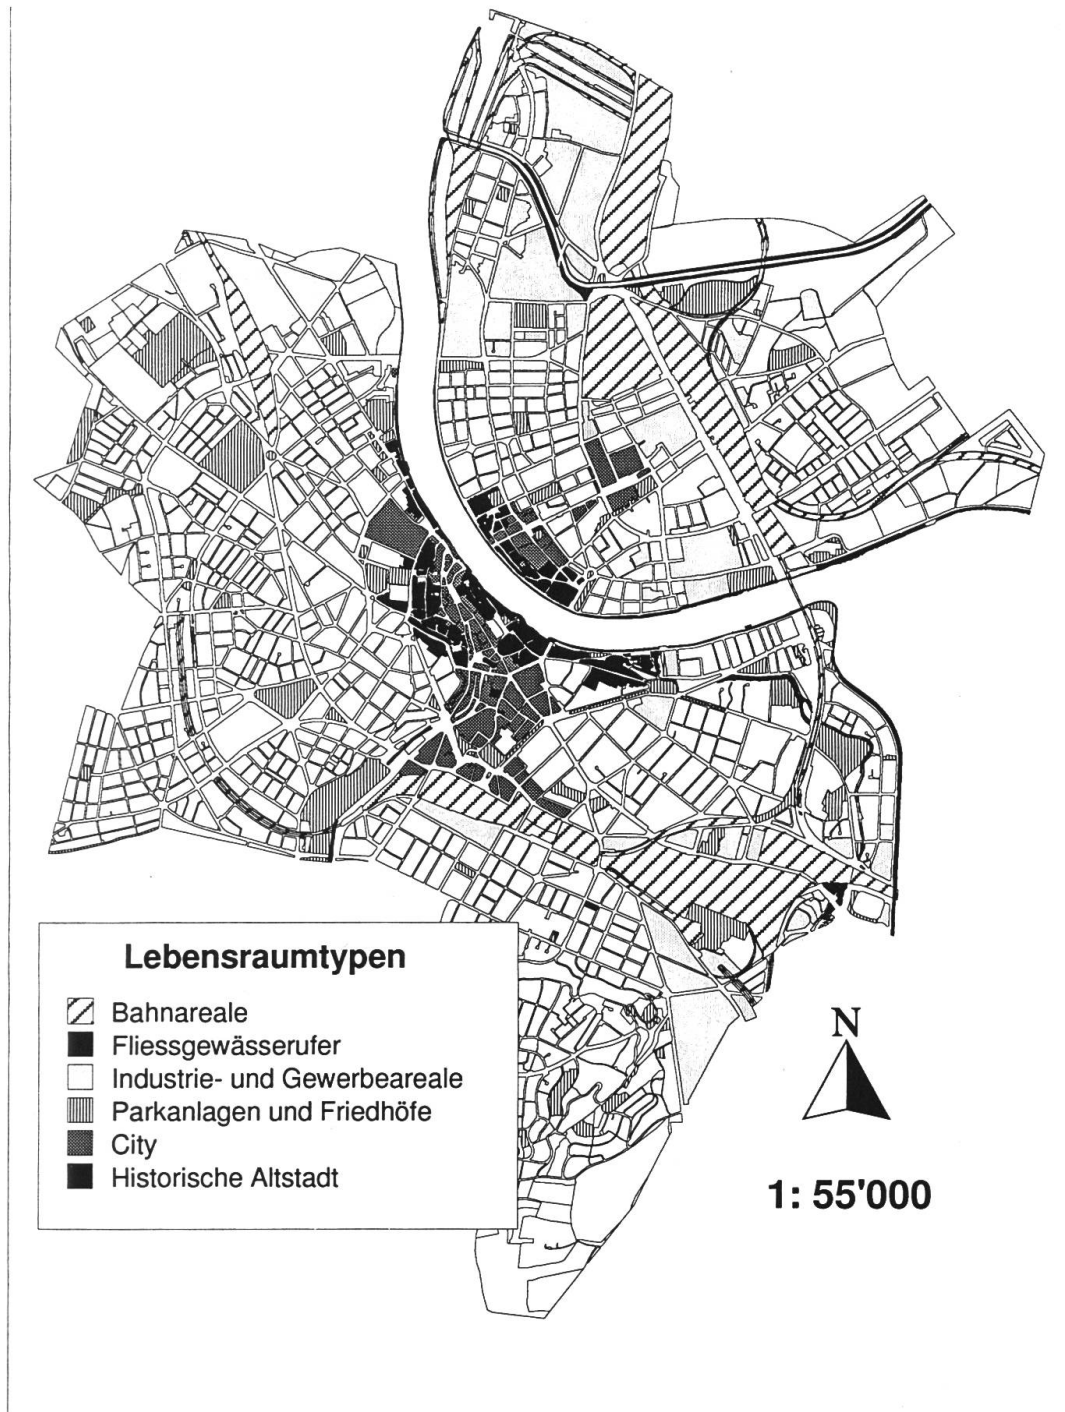 Lebensraumtypen
Bahnareale
Fliessgewässerufer
Industrie- und Gewerbeareale
Parkanlagen und Friedhöfe
City
Historische Altstadt
N
1: 55'000